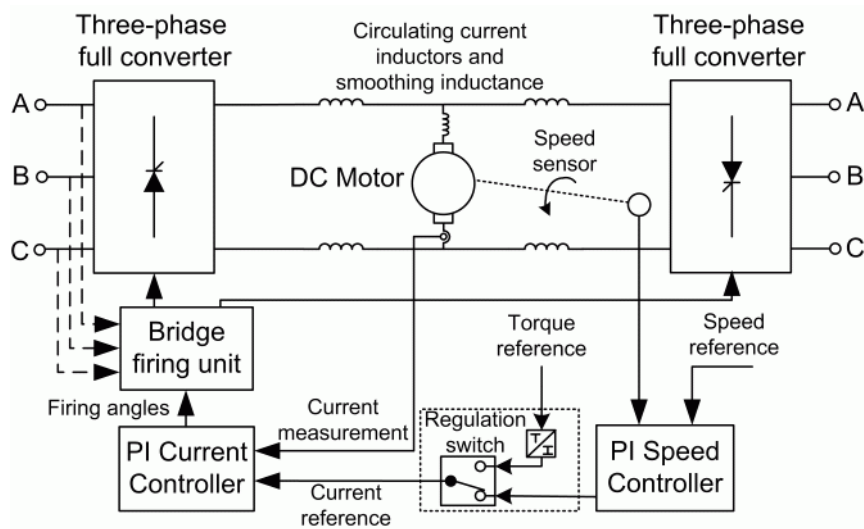 Three-phase
full converter
Circulating current
inductors and
smoothing inductance
Three-phase
full converter
A
A
DC Motor
Speed
sensor
B
B
C
C
Bridge
firing unit
Torque
reference
Speed
reference
Firing angles
Current
measurement
Regulation
switch
T
I
PI Current
Controller
PI Speed
Controller
Current
reference